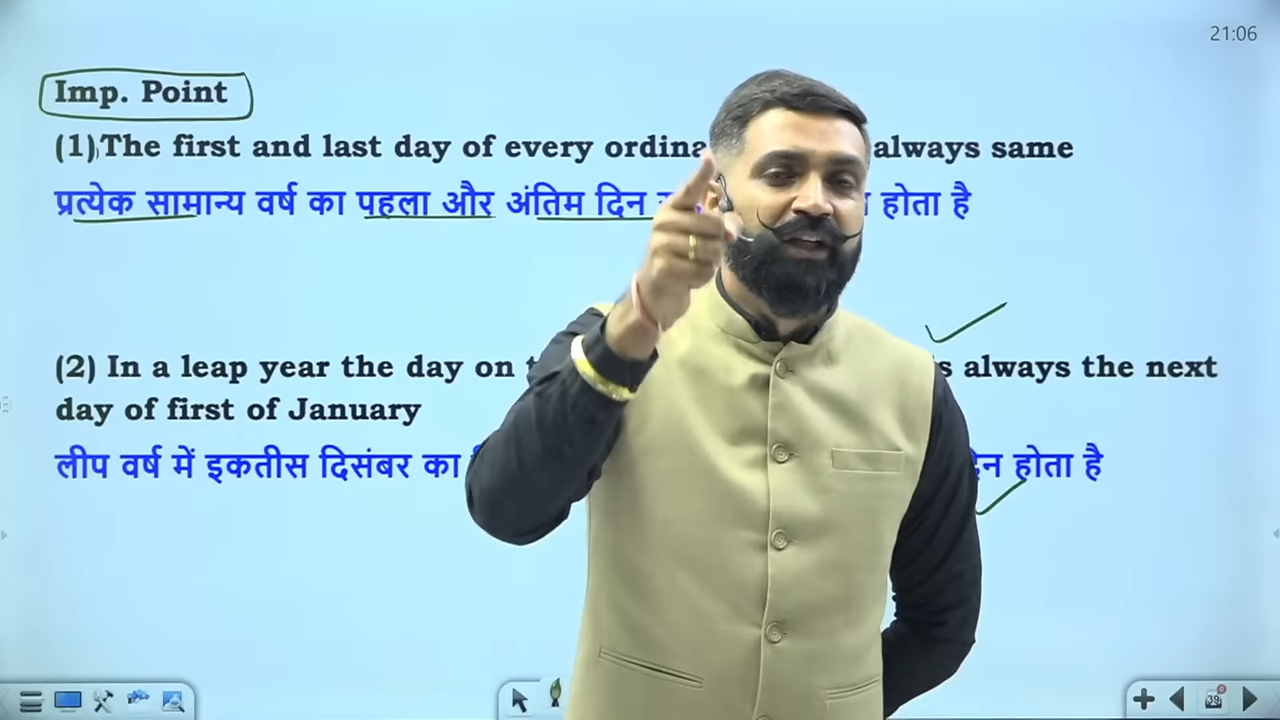 21:06
Imp. Point
(1) The first and last day of every always same
प्रत्येक सामान्य वर्ष का पहला और अंतिम दिन होता है
(2) In a leap year the day on always the next
day of first of January
लीप वर्ष में इकतीस दिसंबर का होता है
39